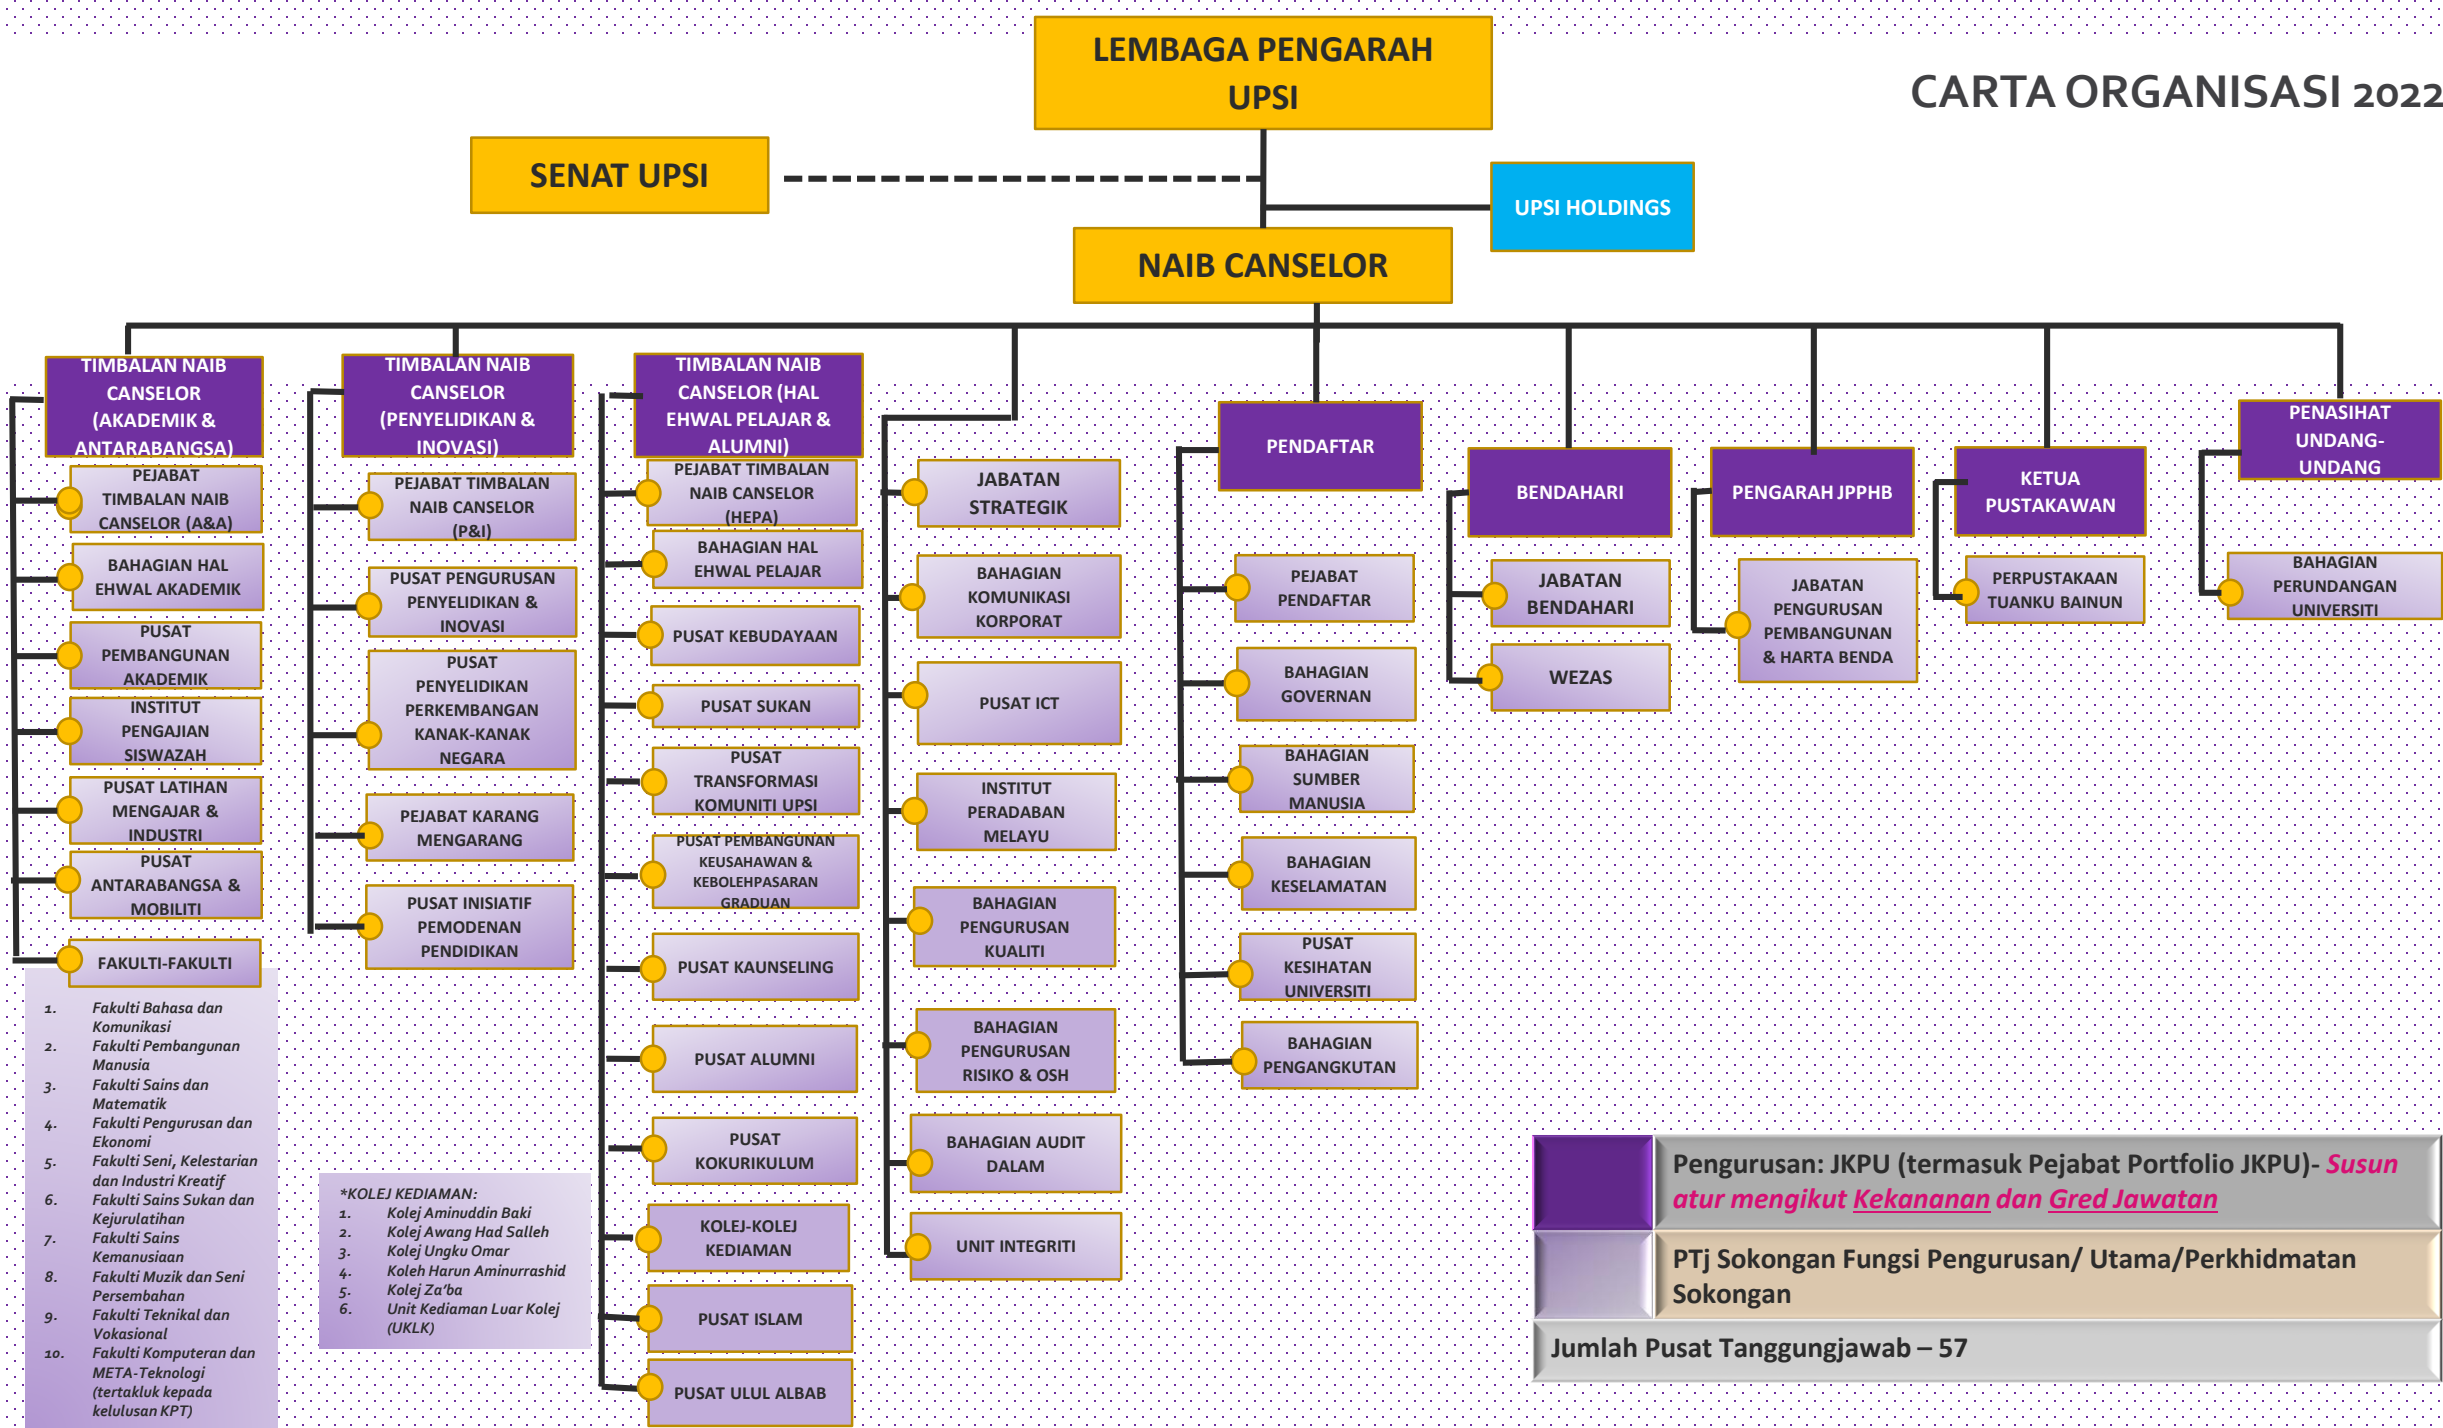 LEMBAGA PENGARAH
UPSI
CARTA ORGANISASI 2022
SENAT UPSI
UPSI HOLDINGS
NAIB CANSELOR
TIMBALAN NAIB
CANSELOR
(AKADEMIK &
ANTARABANGSA)
PEJABAT
TIMBALAN NAIB
CANSELOR (A&A)
BAHAGIAN HAL
EHWAL AKADEMIK
PUSAT
PEMBANGUNAN
AKADEMIK
INSTITUT
PENGAJIAN
SISWAZAH
PUSAT LATIHAN
MENGAJAR &
INDUSTRI
PUSAT
ANTARABANGSA &
MOBILITI
FAKULTI-FAKULTI
1. Fakulti Bahasa dan
Komunikasi
2. Fakulti Pembangunan
Manusia
3. Fakulti Sains dan
Matematik
4. Fakulti Pengurusan dan
Ekonomi
5. Fakulti Seni, Kelestarian
dan Industri Kreatif
6. Fakulti Sains Sukan dan
Kejurulatihan
7. Fakulti Sains
Kemanusiaan
8. Fakulti Muzik dan Seni
Persembahan
9. Fakulti Teknikal dan
Vokasional
10. Fakulti Komputeran dan
META-Teknologi
(tertakluk kepada
kelulusan KPT)
TIMBALAN NAIB
CANSELOR
(PENYELIDIKAN &
INOVASI)
PEJABAT TIMBALAN
NAIB CANSELOR
(P&I)
PUSAT PENGURUSAN
PENYELIDIKAN &
INOVASI
PUSAT
PENYELIDIKAN
PERKEMBANGAN
KANAK-KANAK
NEGARA
PEJABAT KARANG
MENGARANG
PUSAT INISIATIF
PEMODENAN
PENDIDIKAN
*KOLEJ KEDIAMAN:
1. Kolej Aminuddin Baki
2. Kolej Awang Had Salleh
3. Kolej Ungku Omar
4. Koleh Harun Aminurrashid
5. Kolej Za'ba
6. Unit Kediaman Luar Kolej
(UKLK)
TIMBALAN NAIB
CANSELOR (HAL
EHWAL PELAJAR &
ALUMNI)
PEJABAT TIMBALAN
NAIB CANSELOR
(HEPA)
BAHAGIAN HAL
EHWAL PELAJAR
PUSAT KEBUDAYAAN
PUSAT SUKAN
PUSAT
TRANSFORMASI
KOMUNITI UPSI
PUSAT PEMBANGUNAN
KEUSAHAWAN &
KEBOLEHPASARAN
GRADUAN
PUSAT KAUNSELING
PUSAT ALUMNI
PUSAT
KOKURIKULUM
KOLEJ-KOLEJ
KEDIAMAN
PUSAT ISLAM
PUSAT ULUL ALBAB
JABATAN
STRATEGIK
BAHAGIAN
KOMUNIKASI
KORPORAT
PUSAT ICT
INSTITUT
PERADABAN
MELAYU
BAHAGIAN
PENGURUSAN
KUALITI
BAHAGIAN
PENGURUSAN
RISIKO & OSH
BAHAGIAN AUDIT
DALAM
UNIT INTEGRITI
PENDAFTAR
PEJABAT
PENDAFTAR
BAHAGIAN
GOVERNAN
BAHAGIAN
SUMBER
MANUSIA
BAHAGIAN
KESELAMATAN
PUSAT
KESIHATAN
UNIVERSITI
BAHAGIAN
PENGANGKUTAN
BENDAHARI
JABATAN
BENDAHARI
WEZAS
PENGARAH JPPHB
JABATAN
PENGURUSAN
PEMBANGUNAN
& HARTA BENDA
KETUA
PUSTAKAWAN
PERPUSTAKAAN
TUANKU BAINUN
PENASIHAT
UNDANG-
UNDANG
BAHAGIAN
PERUNDANGAN
UNIVERSITI
Pengurusan: JKPU (termasuk Pejabat Portfolio JKPU)- Susun
atur mengikut Kekananan dan Gred Jawatan
PTj Sokongan Fungsi Pengurusan/ Utama/Perkhidmatan
Sokongan
Jumlah Pusat Tanggungjawab – 57